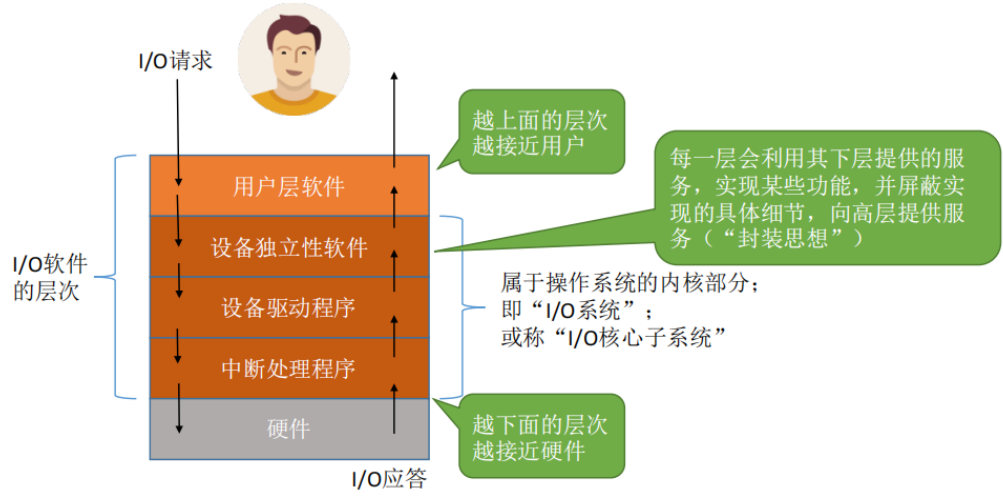 I/O请求
越上面的层次
越接近用户
每一层会利用其下层提供的服
务，实现某些功能，并屏蔽实
现的具体细节，向高层提供服
务（“封装思想”）
用户层软件
设备独立性软件
I/O软件
的层次
设备驱动程序
属于操作系统的内核部分；
即“I/O系统”；
或称“I/O核心子系统”
中断处理程序
硬件
越下面的层次
越接近硬件
I/O应答